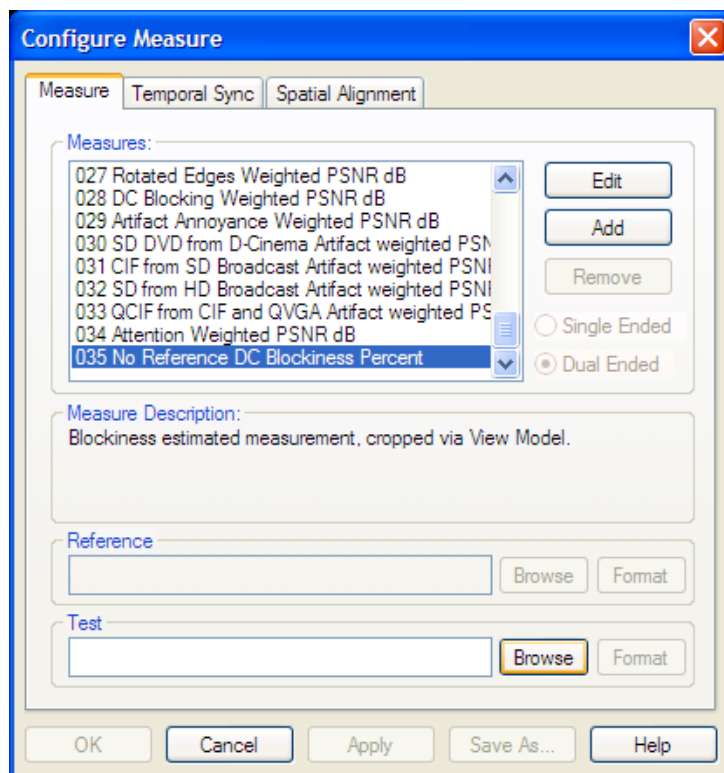 Configure Measure
Measure Temporal Sync Spatial Alignment
Measures:
027 Rotated Edges Weighted PSNR dB
028 DC Blocking Weighted PSNR dB
029 Artifact Annoyance Weighted PSNR dB
030 SD DVD from D-Cinema Artifact weighted PSN
031 CIF from SD Broadcast Artifact weighted PSN
032 SD from HD Broadcast Artifact weighted PSN
033 QCIF from CIF and QVGA Artifact weighted PS
034 Attention Weighted PSNR dB
035 No Reference DC Blockiness Percent
Edit
Add
Remove
Single Ended
Dual Ended
Measure Description:
Blockiness estimated measurement, cropped via View Model.
Reference
Browse Format
Test
Browse Format
OK Cancel Apply Save As... Help